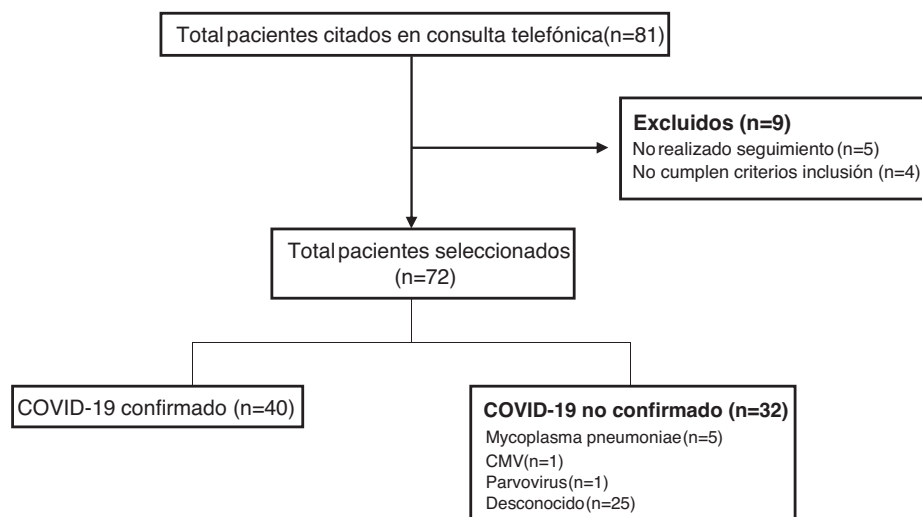 Total pacientes citados en consulta telefónica(n=81)
Excluidos (n=9)
No realizado seguimiento (n=5)
No cumplen criterios inclusión (n=4)
Total pacientes seleccionados
(n=72)
COVID-19 confirmado (n=40)
COVID-19 no confirmado (n=32)
Mycoplasma pneumoniae(n=5)
CMV(n=1)
Parvovirus(n=1)
Desconocido(n=25)